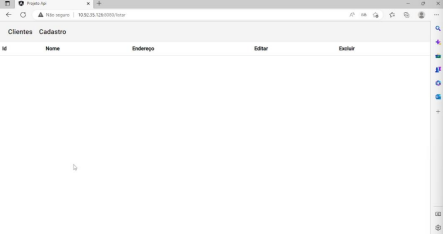 Projeto Api
Não seguro
Clientes Cadastro
Id Nome Endereço Editar Excluir